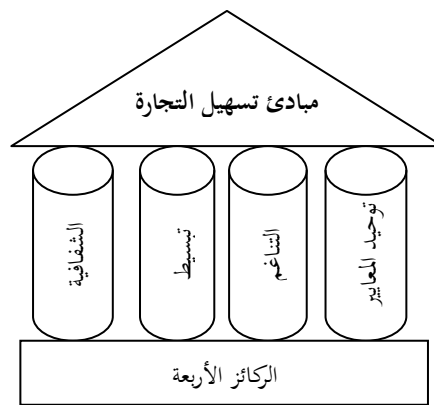 مبادئ تسهيل التجارة
توحيد المعايير
التناغم
تبسيط
الشفافية
الركائز الأربعة